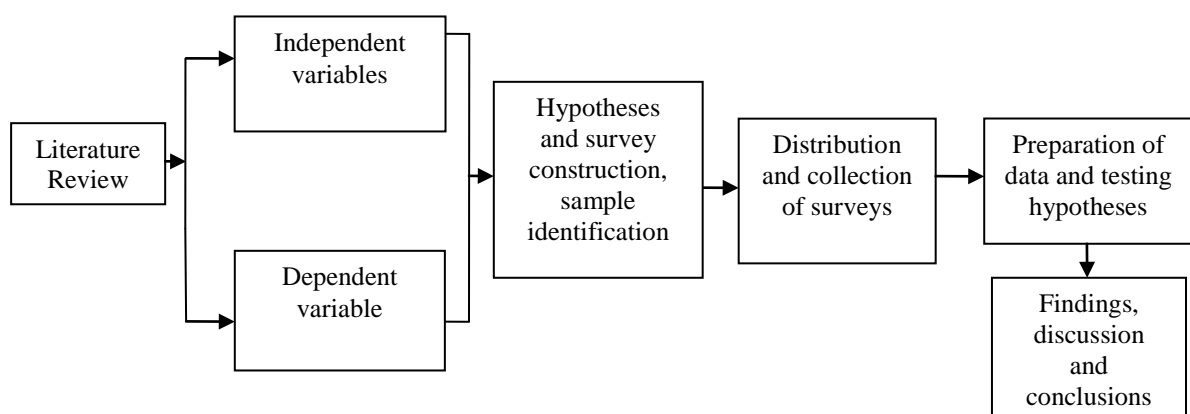 Literature
Review
Independent
variables
Dependent
variable
Hypotheses
and survey
construction,
sample
identification
Distribution
and collection
of surveys
Preparation of
data and testing
hypotheses
Findings,
discussion
and
conclusions